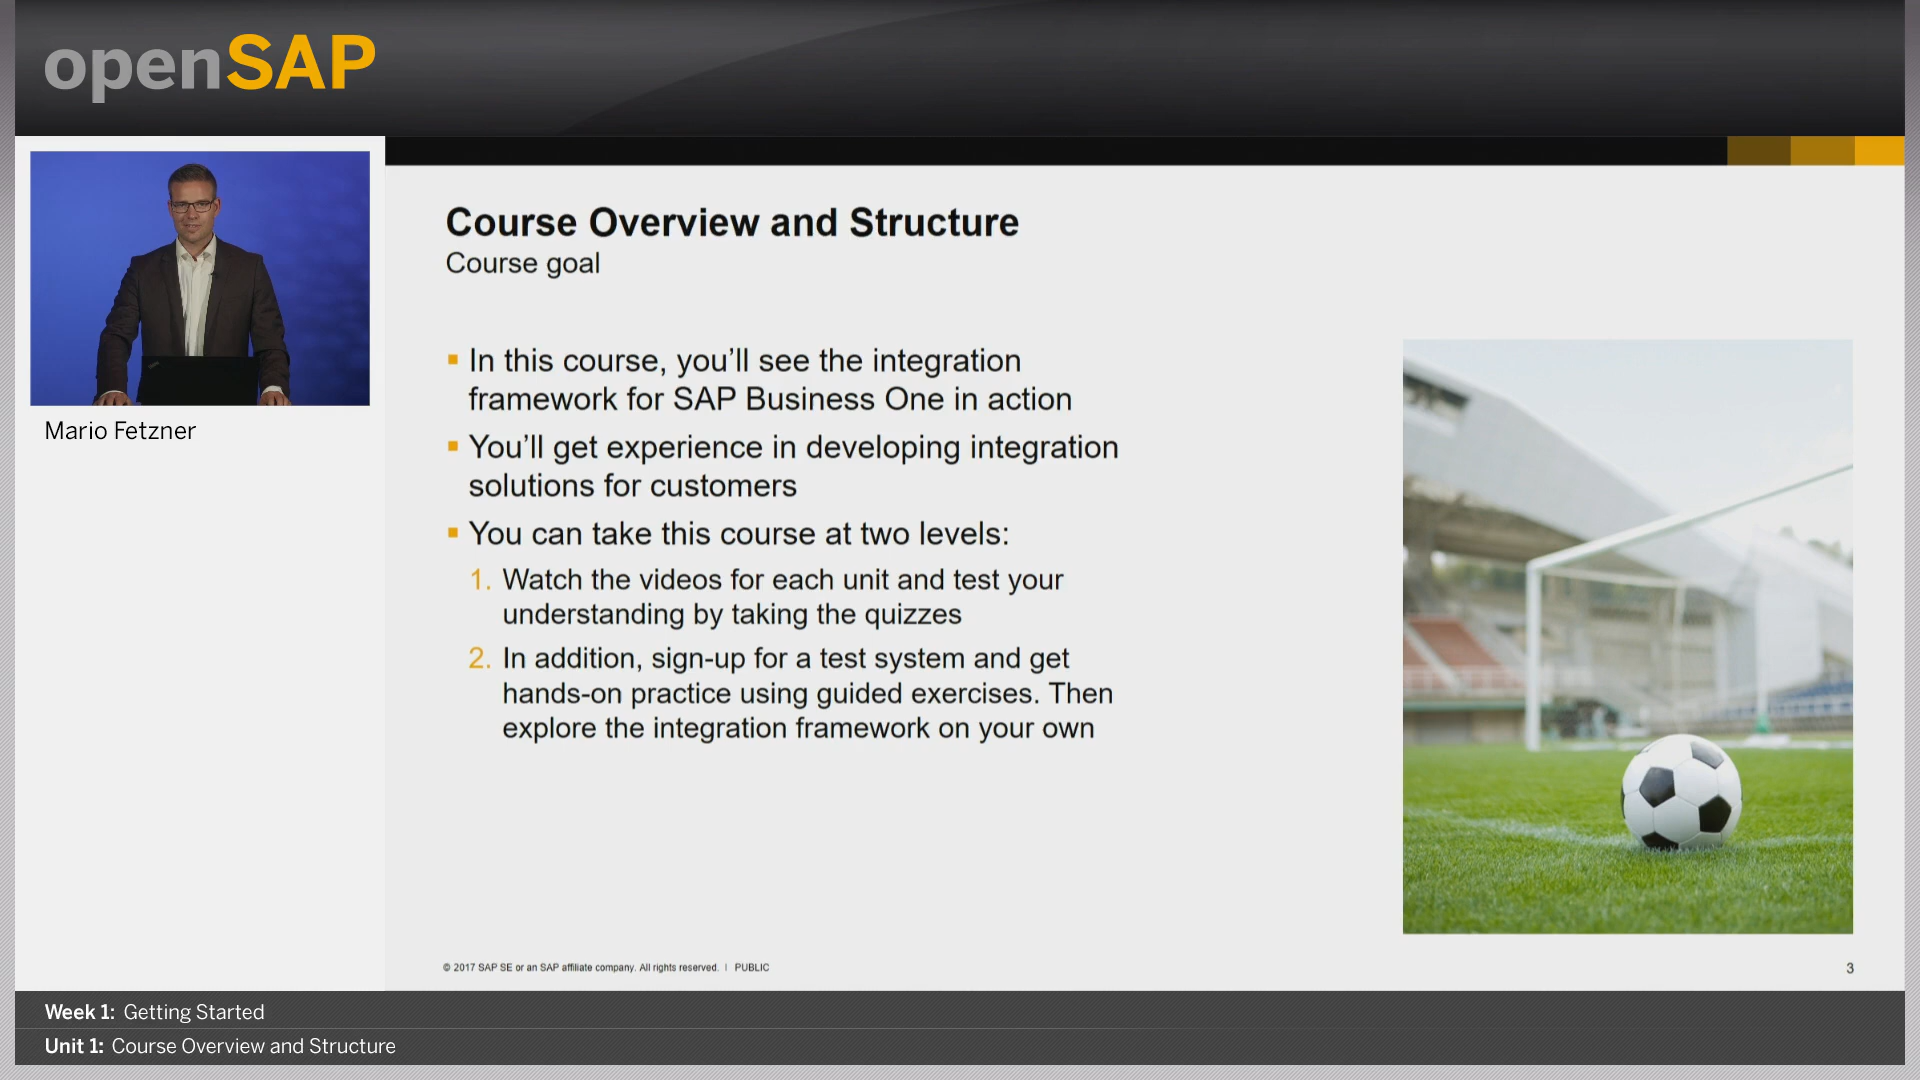 openSAP
Mario Fetzner
Course Overview and Structure
Course goal
▪ In this course, you’ll see the integration
framework for SAP Business One in action
▪ You’ll get experience in developing integration
solutions for customers
▪ You can take this course at two levels:
1. Watch the videos for each unit and test your
understanding by taking the quizzes
2. In addition, sign-up for a test system and get
hands-on practice using guided exercises. Then
explore the integration framework on your own
© 2017 SAP SE or an SAP affiliate company. All rights reserved. | PUBLIC
3
Week 1: Getting Started
Unit 1: Course Overview and Structure